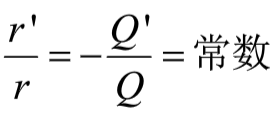 r'/r = -Q'/Q = 常数